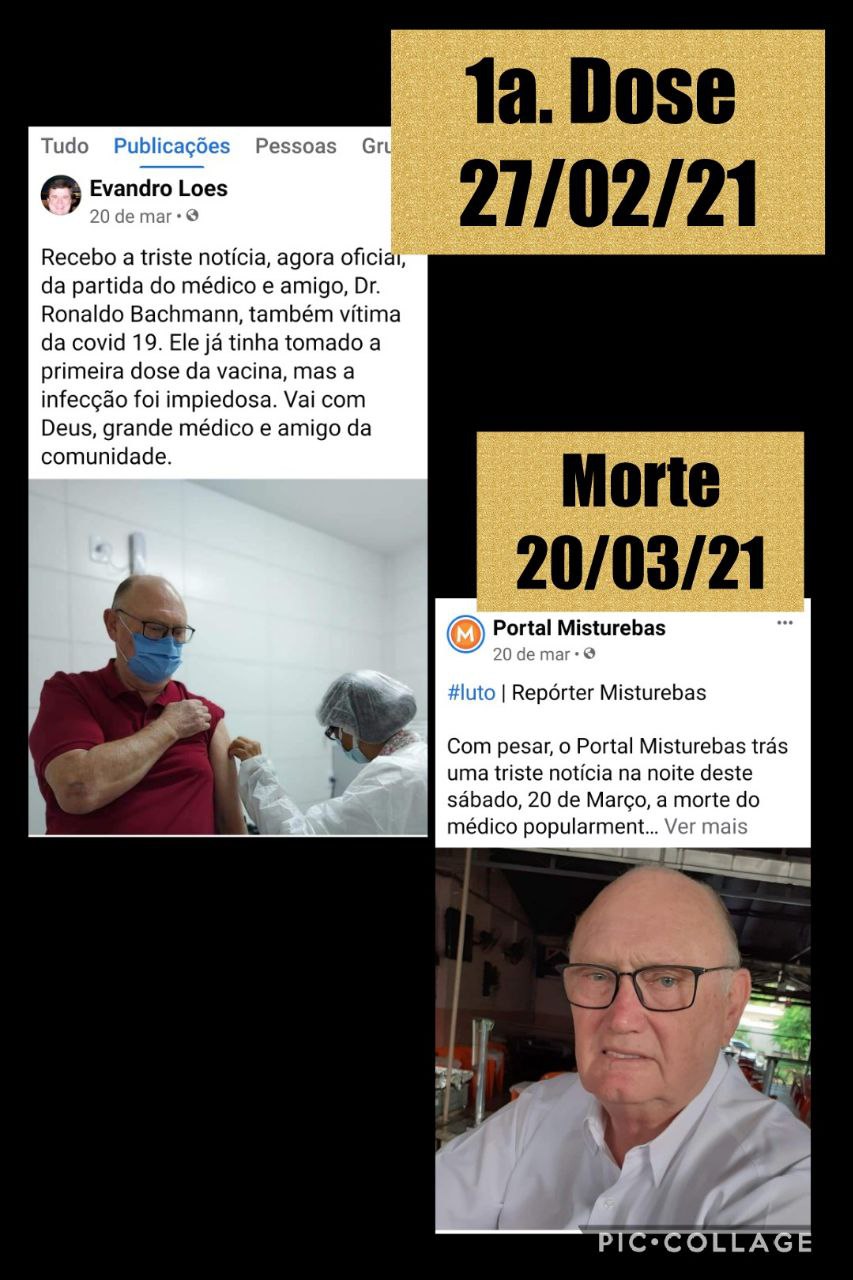 1a. Dose
27/02/21
Tudo Publicações Pessoas Gru
Evandro Loes
20 de mar
Recebo a triste notícia, agora oficial,
da partida do médico e amigo, Dr.
Ronaldo Bachmann, também vítima
da covid 19. Ele já tinha tomado a
primeira dose da vacina, mas a
infecção foi impiedosa. Vai com
Deus, grande médico e amigo da
comunidade.
Morte
20/03/21
M
Portal Misturebas
20 de mar
#luto | Repórter Misturebas
Com pesar, o Portal Misturebas trás
uma triste notícia na noite deste
sábado, 20 de Março, a morte do
médico popularment... Ver mais
PIC•COLLAGE